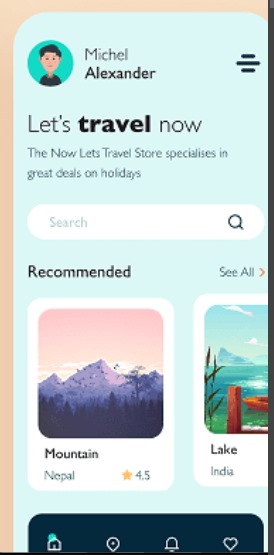 Michel
Alexander
Let's travel now
The Now Lets Travel Store specialises in
great deals on holidays
Search
Recommended
See All >
Mountain
Nepal
4.5
Lake
India